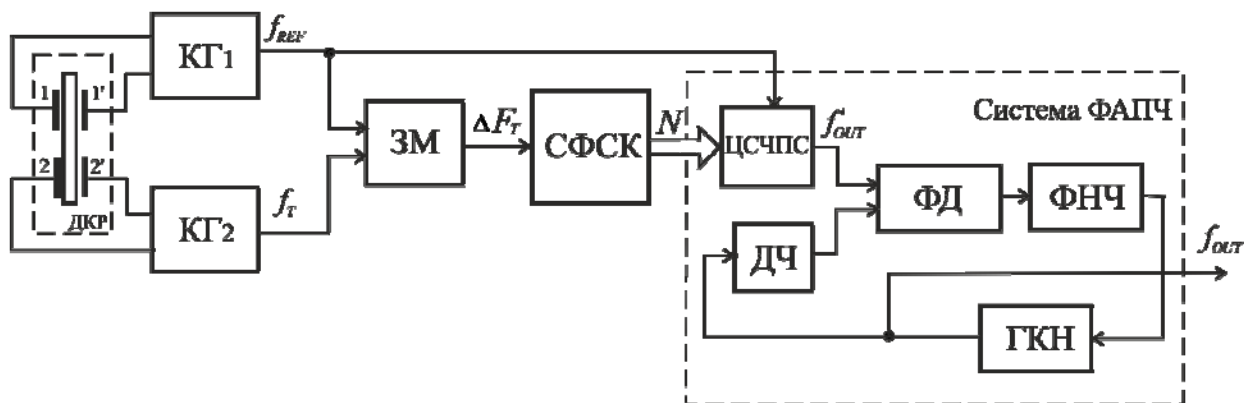 КГ1
f_REF
1 1'
2 2'
ДКР
КГ2
f_T
ЗМ
ΔF_T
СФСК
N
Система ФАПЧ
ЦСЧПС
f_OUT
ФД
ФНЧ
ДЧ
f_OUT
ГКН